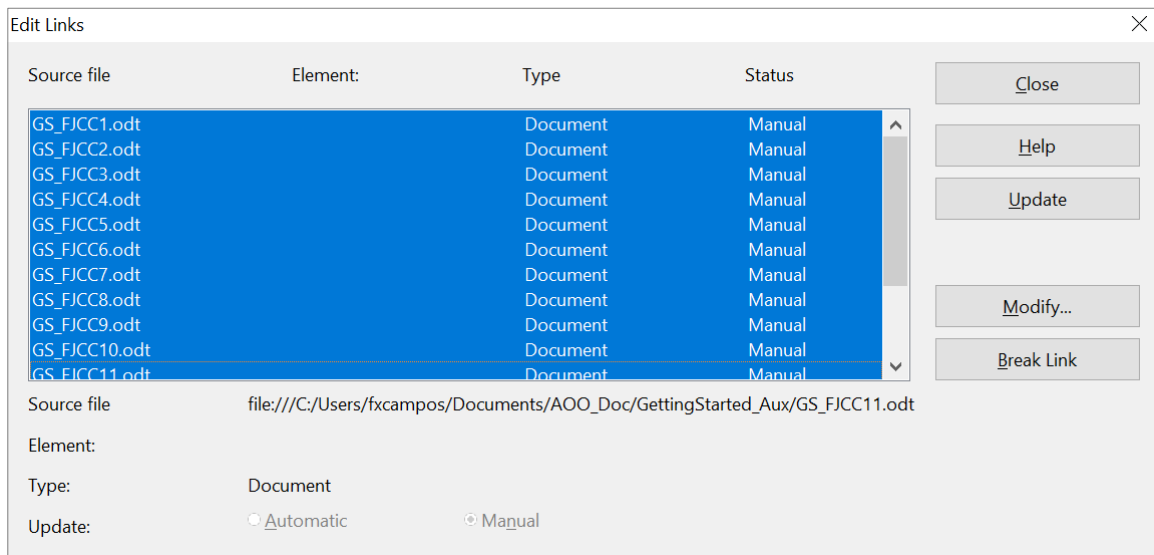 Edit Links
Source file Element: Type Status
Close
GS_FJCC1.odt Document Manual
GS_FJCC2.odt Document Manual
Help
GS_FJCC3.odt Document Manual
GS_FJCC4.odt Document Manual
Update
GS_FJCC5.odt Document Manual
GS_FJCC6.odt Document Manual
GS_FJCC7.odt Document Manual
GS_FJCC8.odt Document Manual
Modify...
GS_FJCC9.odt Document Manual
GS_FJCC10.odt Document Manual
Break Link
GS_FJCC11.odt Document Manual
Source file file:///C:/Users/fxcampos/Documents/AOO_Doc/GettingStarted_Aux/GS_FJCC11.odt
Element:
Type: Document
Update: Automatic Manual